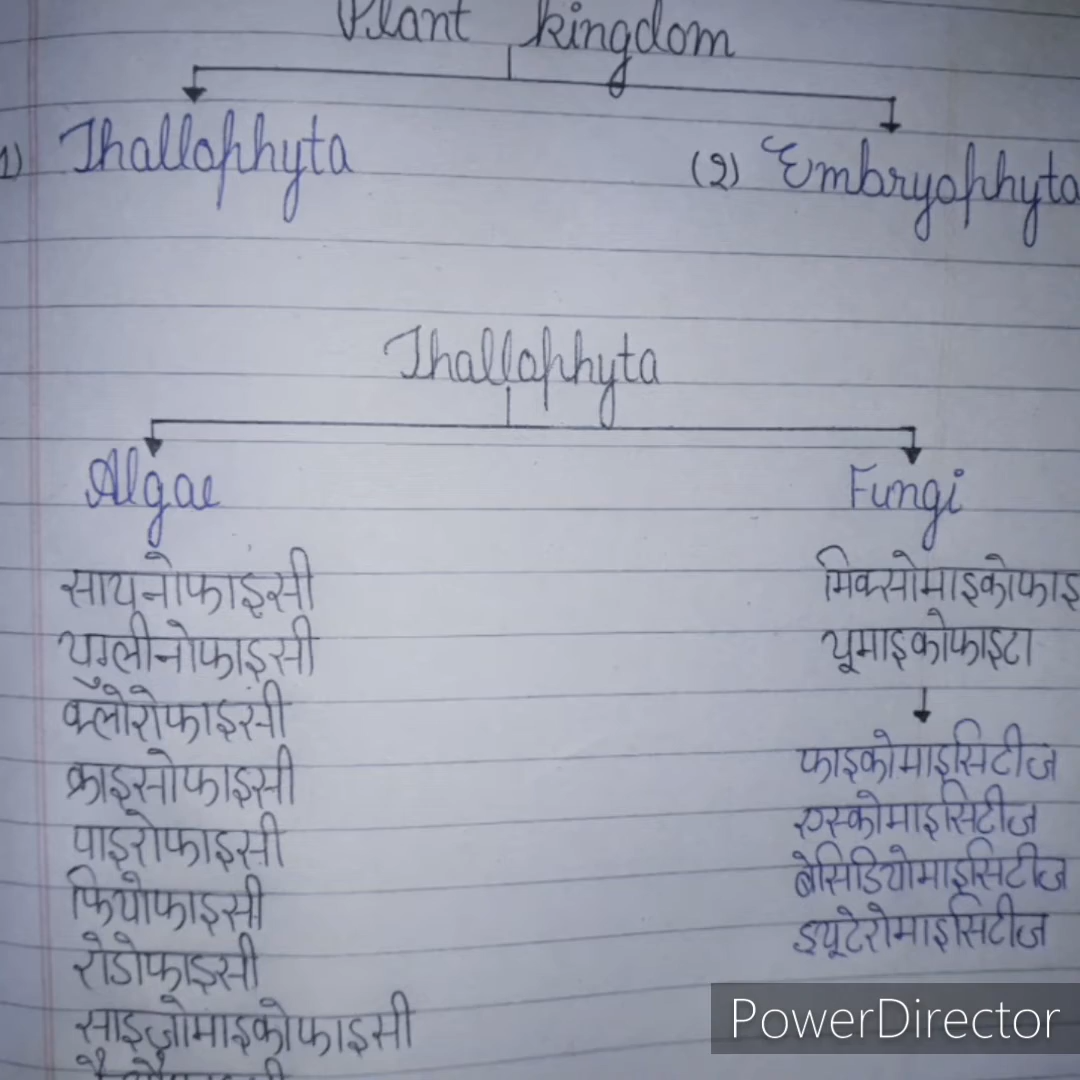 Plant kingdom
1) Thallophyta
(2) Embryophyta
Thallophyta
Algae
Fungi
सायनोफाइसी
युग्लीनोफाइसी
क्लोरोफाइसी
क्राइसोफाइसी
पाइरोफाइसी
फियोफाइसी
रोडोफाइसी
साइजोमाइकोफाइसी
मिक्सोमाइकोफाइ
यूमाइकोफाइटा
फाइकोमाइसिटीज
एस्कोमाइसिटीज
बेसिडियोमाइसिटीज
ड्यूटेरोमाइसिटीज
PowerDirector